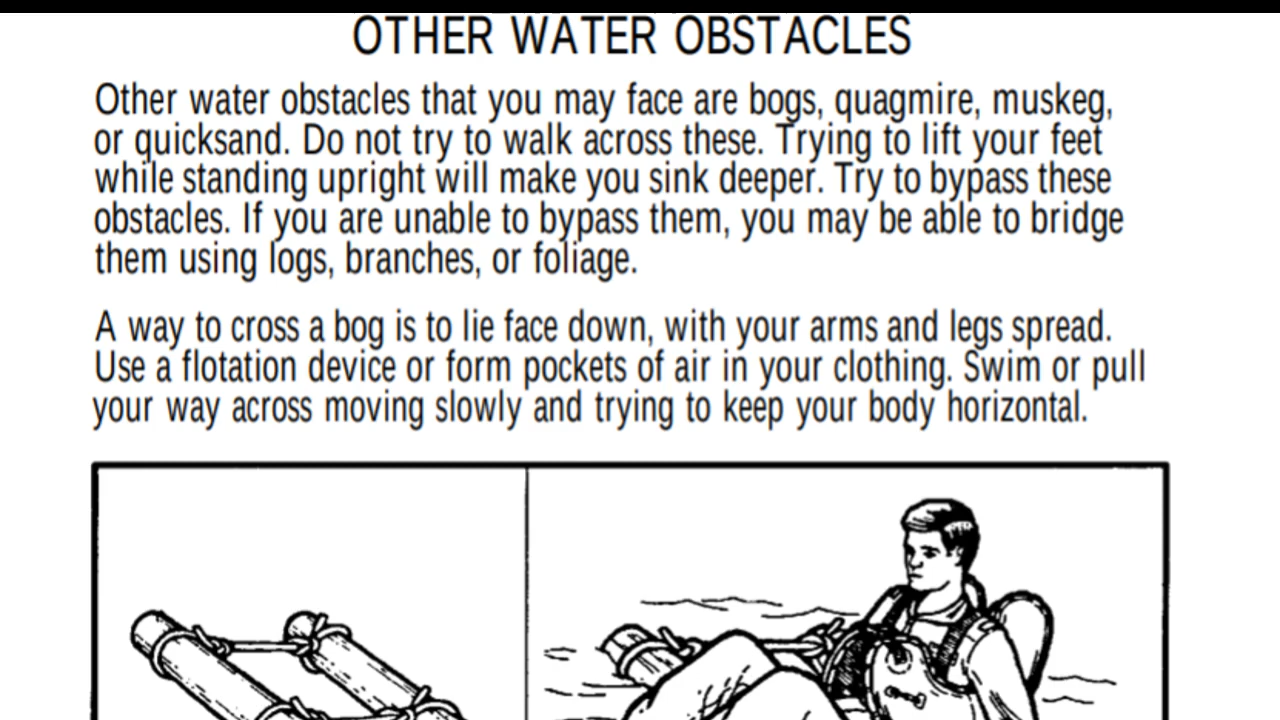 OTHER WATER OBSTACLES
Other water obstacles that you may face are bogs, quagmire, muskeg,
or quicksand. Do not try to walk across these. Trying to lift your feet
while standing upright will make you sink deeper. Try to bypass these
obstacles. If you are unable to bypass them, you may be able to bridge
them using logs, branches, or foliage.
A way to cross a bog is to lie face down, with your arms and legs spread.
Use a flotation device or form pockets of air in your clothing. Swim or pull
your way across moving slowly and trying to keep your body horizontal.